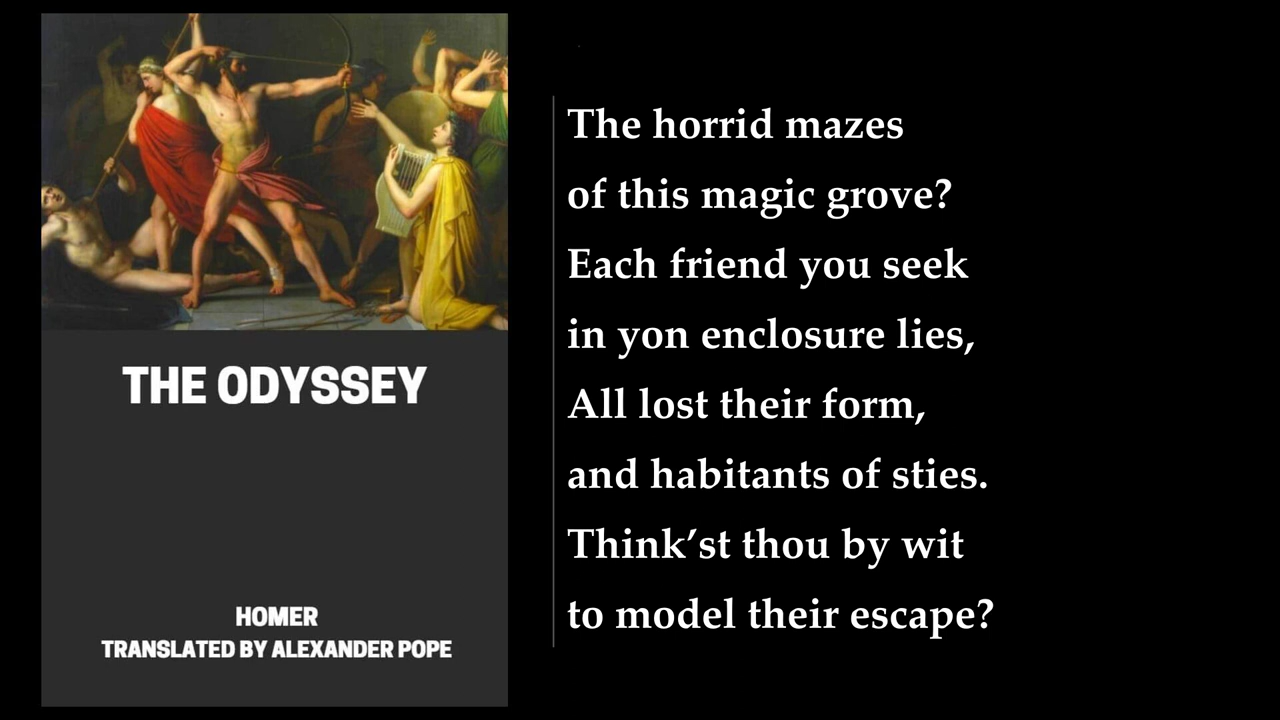 THE ODYSSEY
HOMER
TRANSLATED BY ALEXANDER POPE
The horrid mazes
of this magic grove?
Each friend you seek
in yon enclosure lies,
All lost their form,
and habitants of sties.
Think’st thou by wit
to model their escape?